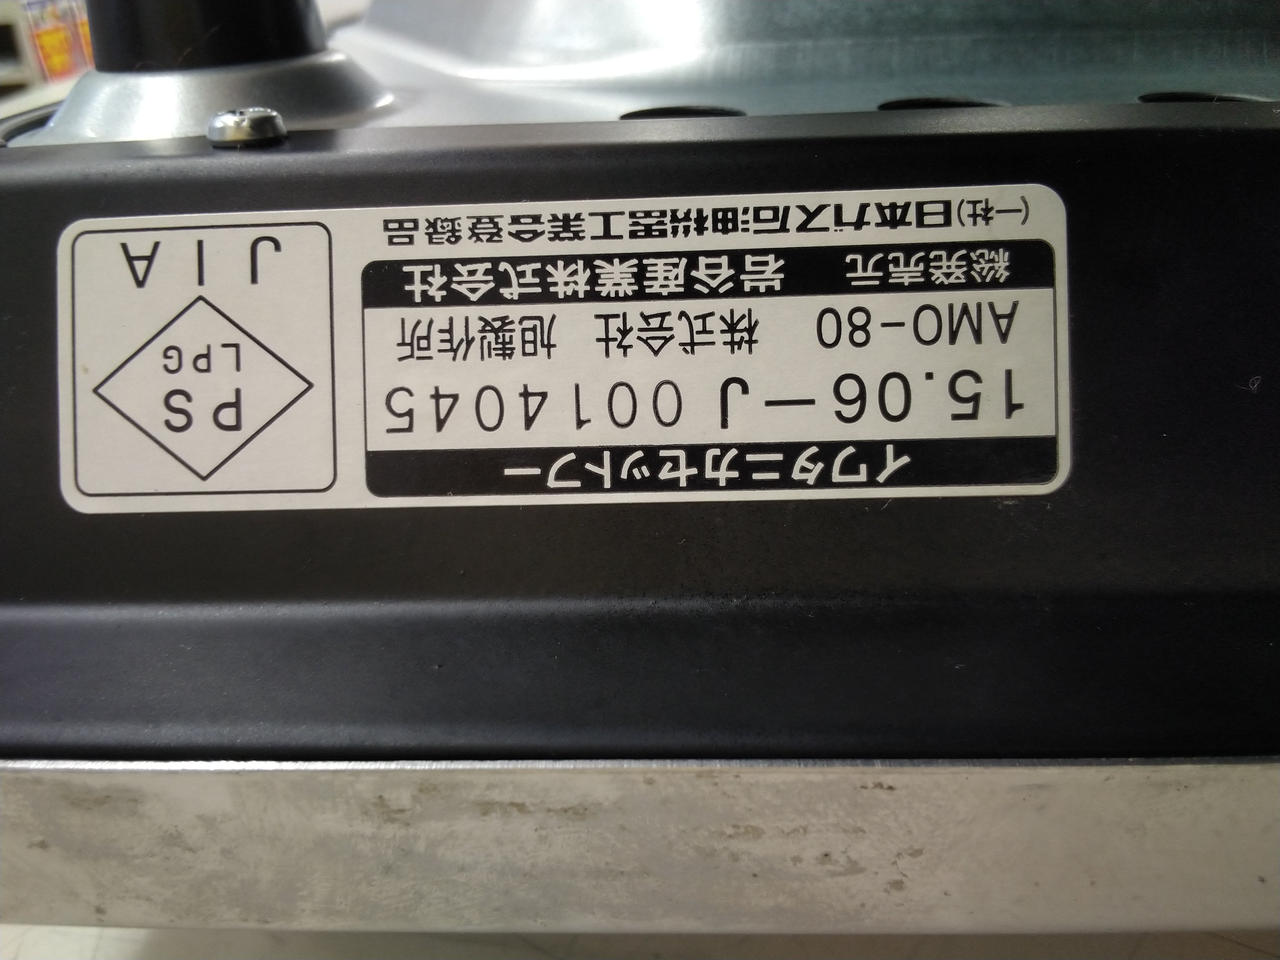 イワタニカセットフー
15.06－J 0014045
AMO-80 株式会社 旭製作所
総発売元 岩谷産業株式会社
(一社)日本ガス石油機器工業会登録品
PS
LPG
J I A